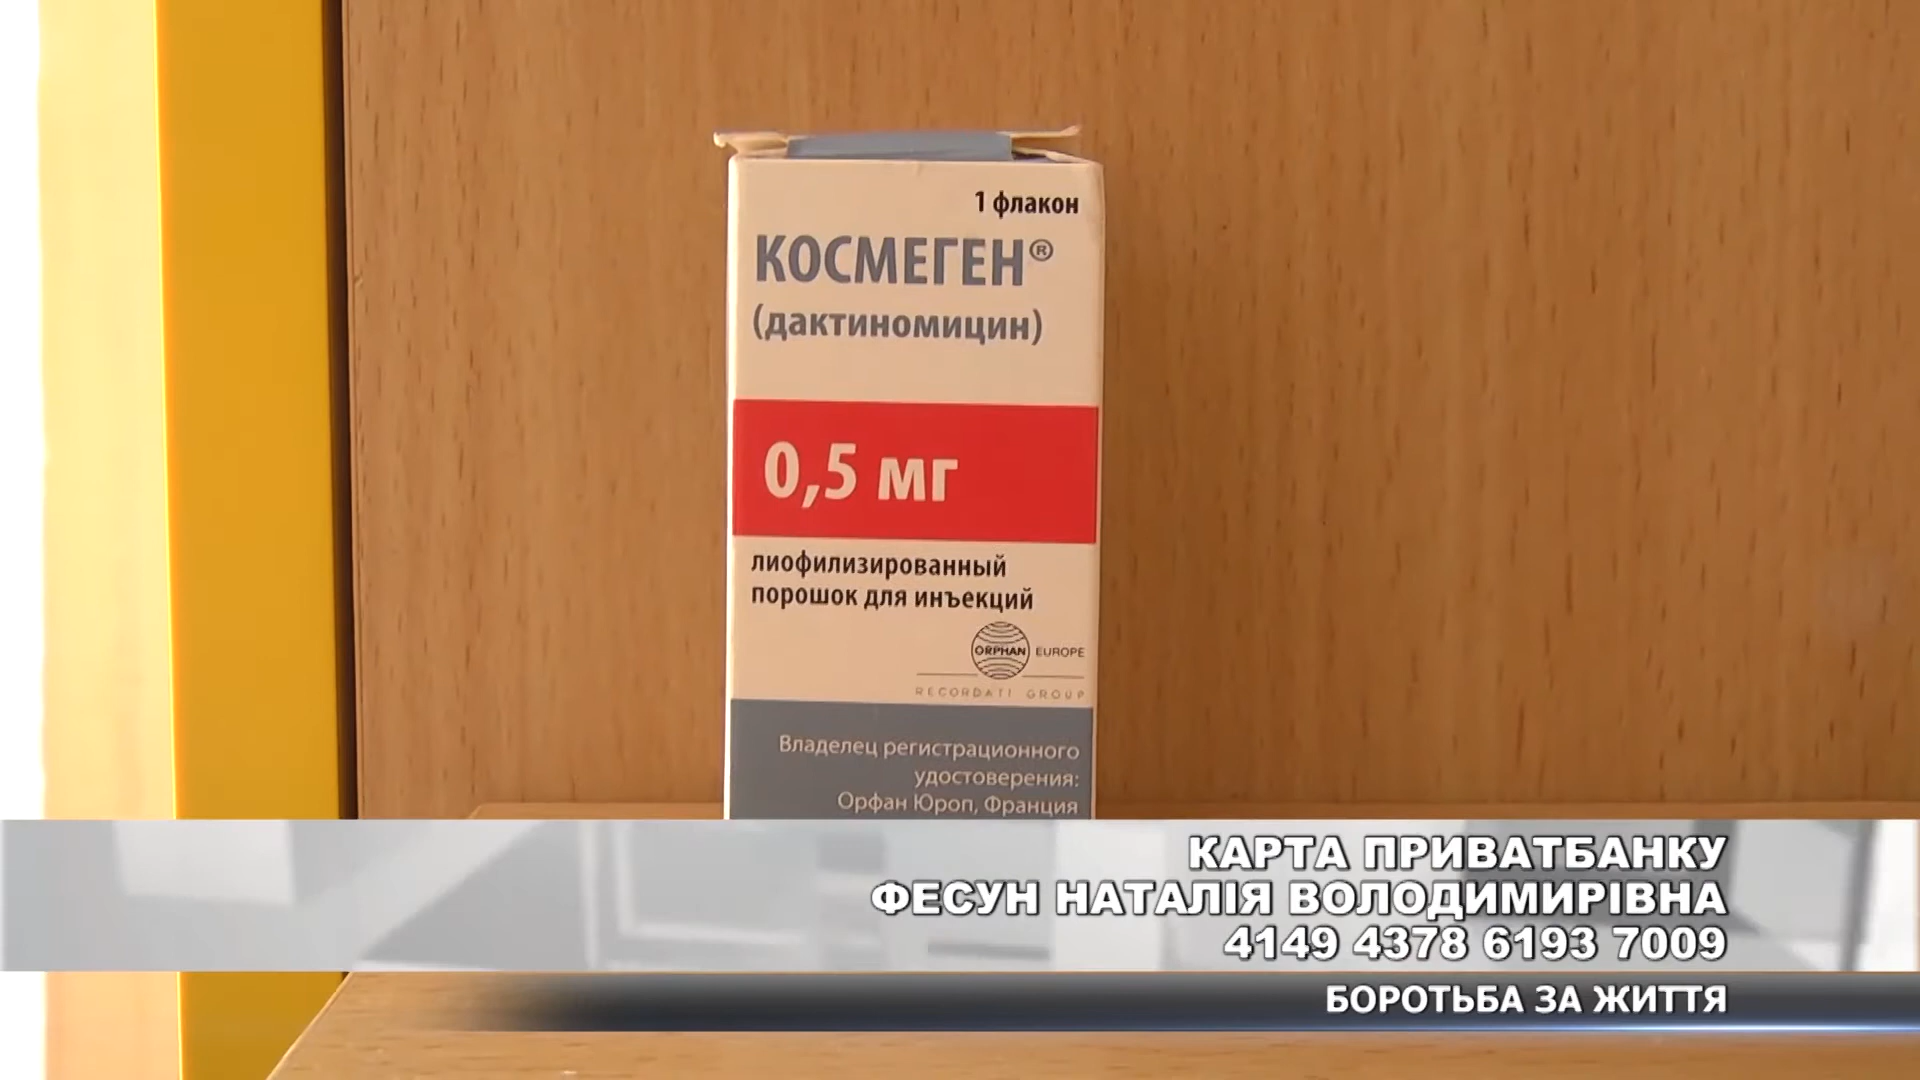 1 флакон
КОСМЕГЕН®
(дактиномицин)
0,5 мг
лиофилизированный
порошок для инъекций
ORPHAN EUROPE
RECORDATI GROUP
Владелец регистрационного
удостоверения:
Орфан Юроп, Франция
КАРТА ПРИВАТБАНКУ
ФЕСУН НАТАЛІЯ ВОЛОДИМИРІВНА
4149 4378 6193 7009
БОРОТЬБА ЗА ЖИТТЯ